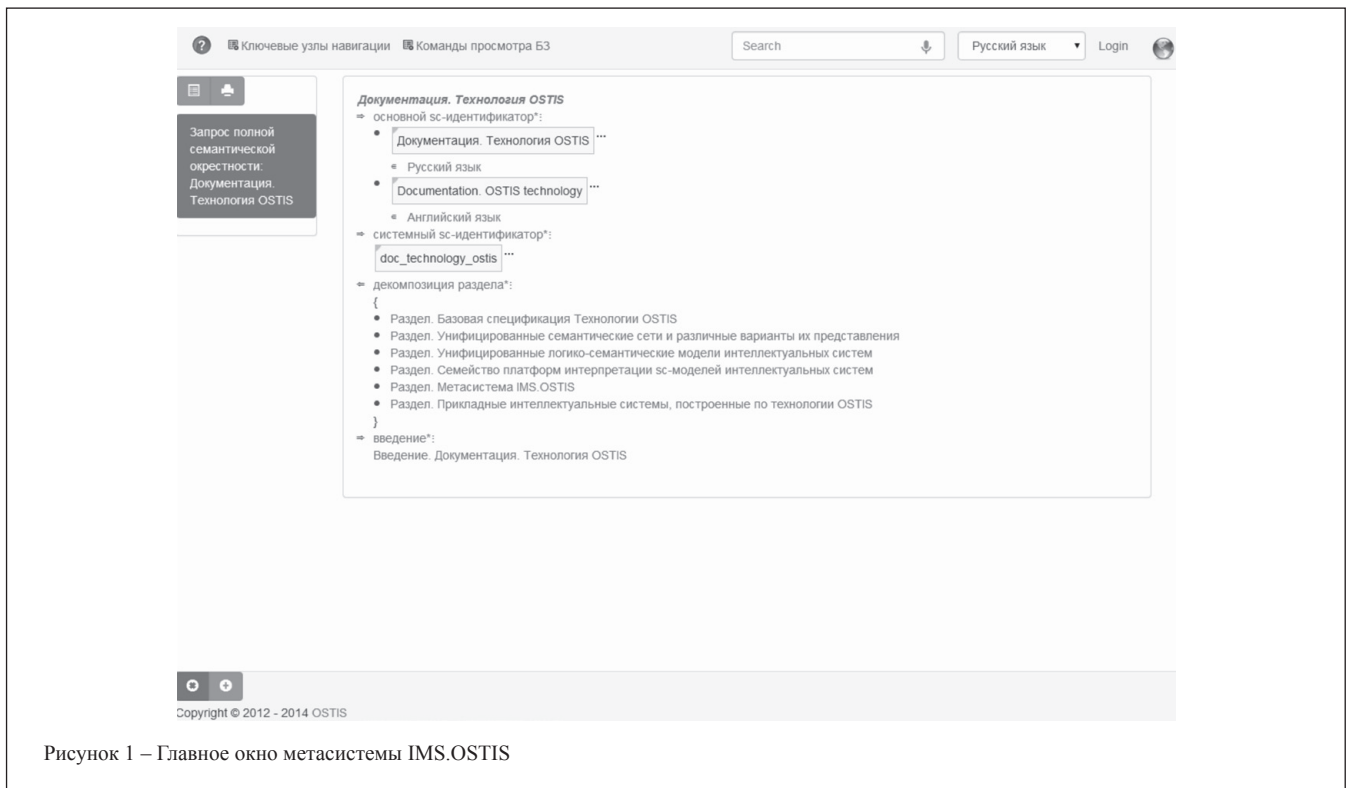 Ключевые узлы навигации Команды просмотра БЗ Search Русский язык Login
Запрос полной
семантической
окрестности:
Документация.
Технология OSTIS
Документация. Технология OSTIS
⇒ основной sc-идентификатор*:
• Документация. Технология OSTIS ...
∊ Русский язык
• Documentation. OSTIS technology ...
∊ Английский язык
⇒ системный sc-идентификатор*:
doc_technology_ostis ...
⇐ декомпозиция раздела*:
{
• Раздел. Базовая спецификация Технологии OSTIS
• Раздел. Унифицированные семантические сети и различные варианты их представления
• Раздел. Унифицированные логико-семантические модели интеллектуальных систем
• Раздел. Семейство платформ интерпретации sc-моделей интеллектуальных систем
• Раздел. Метасистема IMS.OSTIS
• Раздел. Прикладные интеллектуальные системы, построенные по технологии OSTIS
}
⇒ введение*:
Введение. Документация. Технология OSTIS
Copyright © 2012 - 2014 OSTIS
Рисунок 1 – Главное окно метасистемы IMS.OSTIS